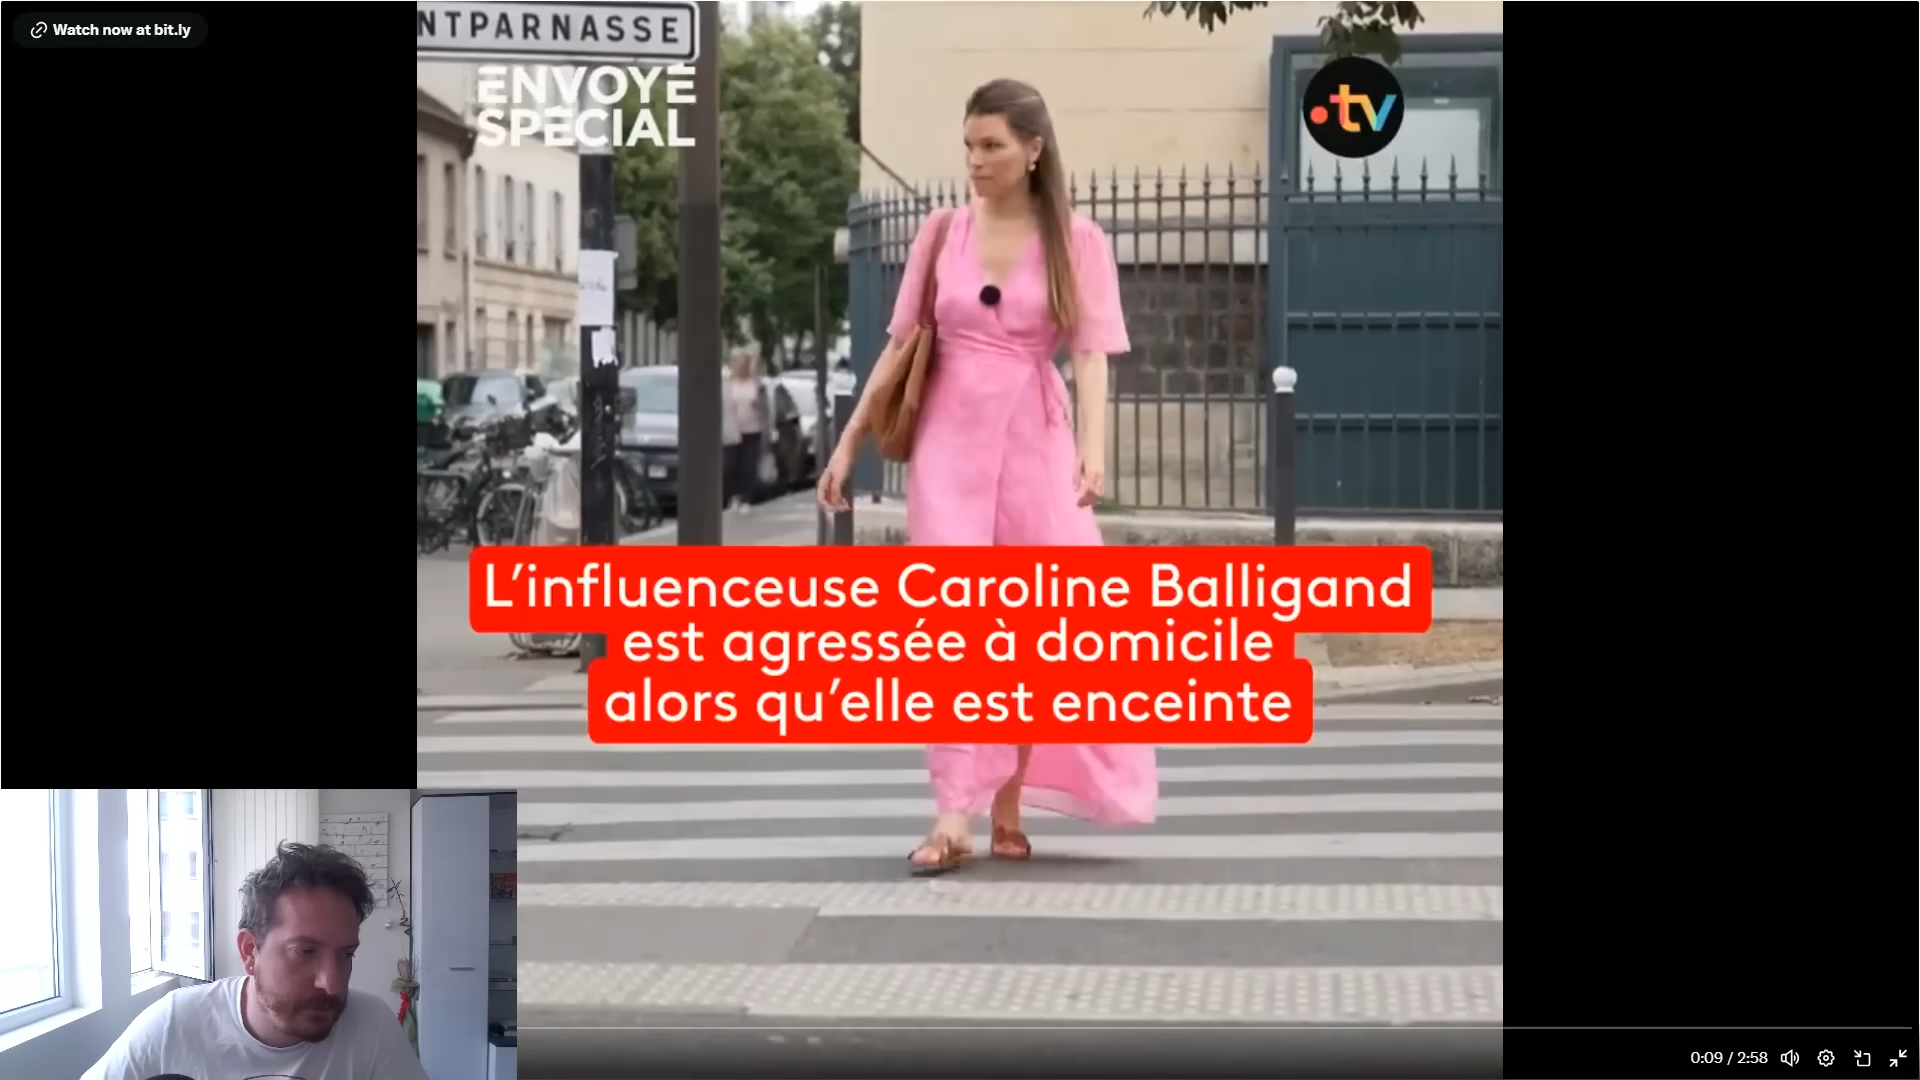 Watch now at bit.ly
NTPARNASSE
ENVOYÉ
SPÉCIAL
.tv
L'influenceuse Caroline Balligand
est agressée à domicile
alors qu'elle est enceinte
0:09 / 2:58